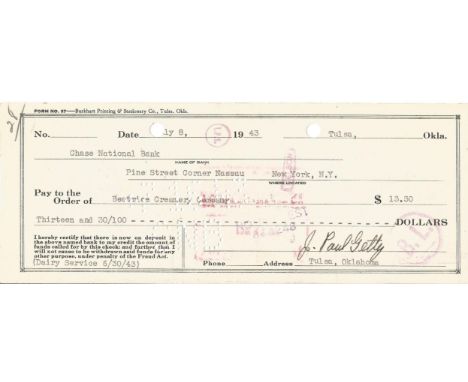 28/
FORM NO. 37—Burkhart Printing & Stationery Co., Tulsa, Okla.
No. Date ly 8, 1943 Tulsa, Okla.
Chase National Bank
NAME OF BANK
Pine Street Corner Nassau New York, N.Y.
WHERE LOCATED
Pay to the
Order of Beatrice Creamery Company $ 13.30
Thirteen and 30/100 DOLLARS
I hereby certify that there is now on deposit in
the above named bank to my credit the amount of
funds called for by this check and further that I
will not cause to be withdrawn said funds for any
other purpose, under penalty of the Fraud Act.
J. Paul Getty
(Dairy Service 6/30/43) Phone Address Tulsa, Oklahoma